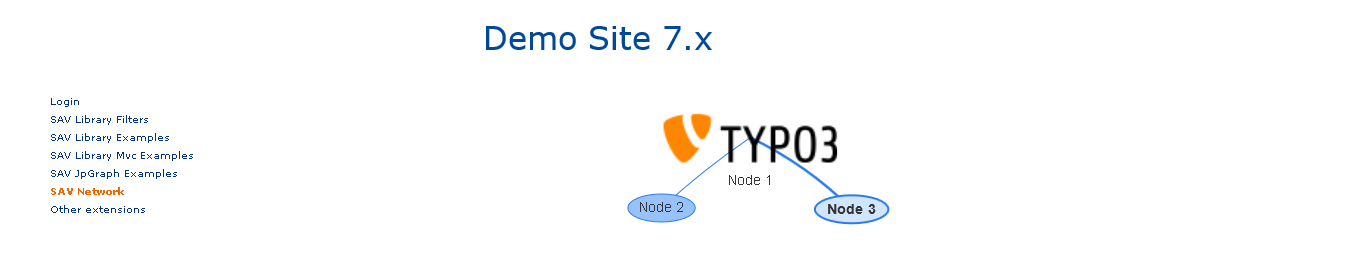 Demo Site 7.x
Login
SAV Library Filters
SAV Library Examples
SAV Library Mvc Examples
SAV JpGraph Examples
SAV Network
Other extensions
TYPO3
Node 1
Node 2
Node 3